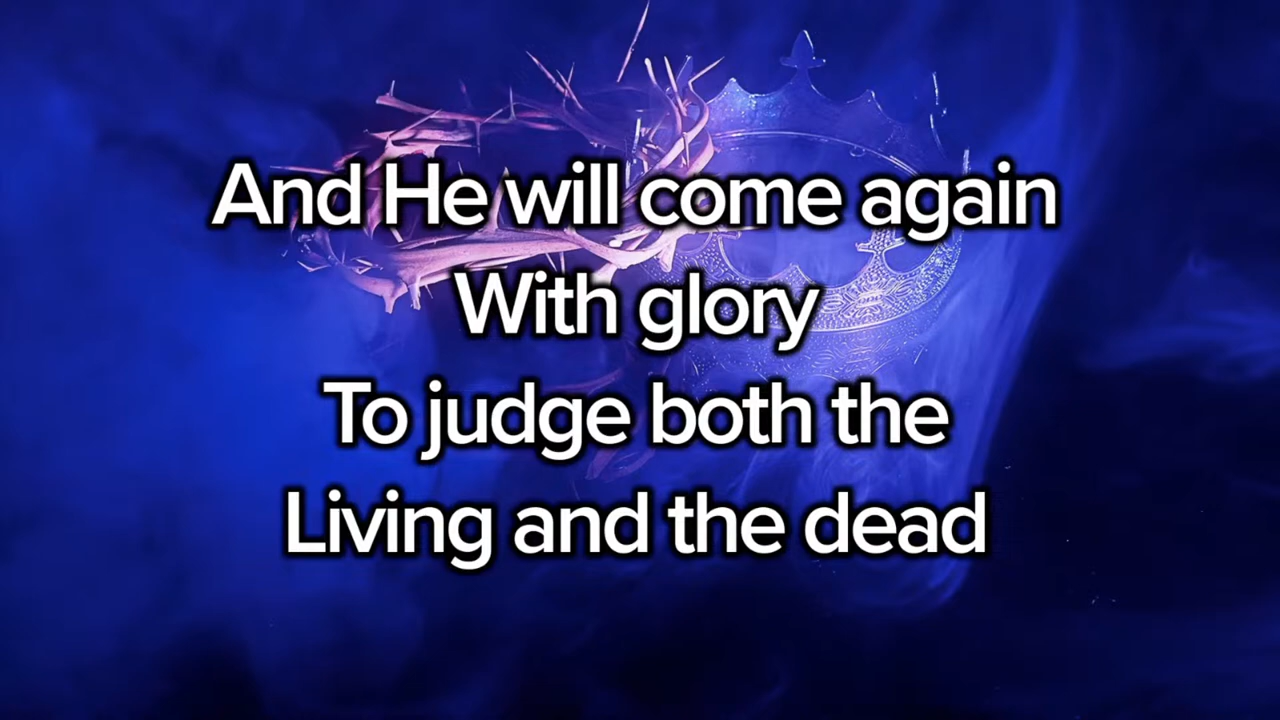 And He will come again
With glory
To judge both the
Living and the dead